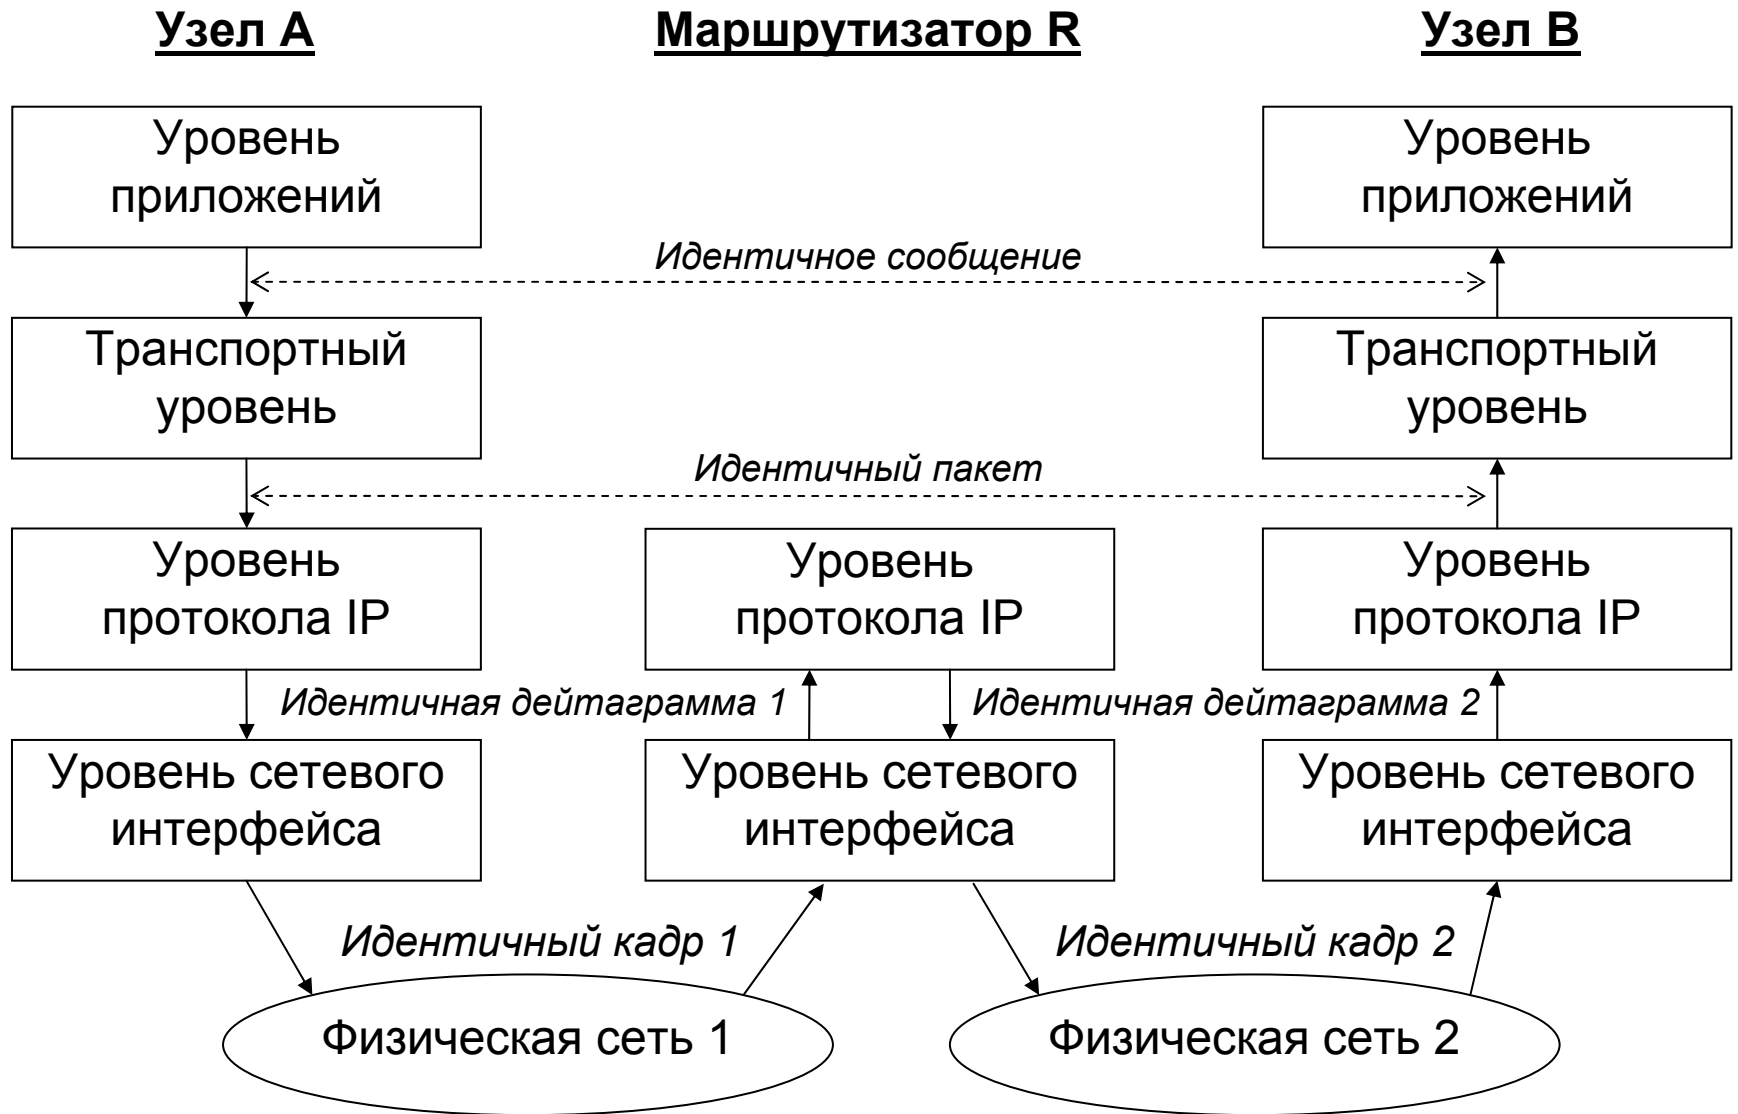 Узел А
Маршрутизатор R
Узел В
Уровень
приложений
Уровень
приложений
Идентичное сообщение
Транспортный
уровень
Транспортный
уровень
Идентичный пакет
Уровень
протокола IP
Уровень
протокола IP
Уровень
протокола IP
Идентичная дейтаграмма 1
Идентичная дейтаграмма 2
Уровень сетевого
интерфейса
Уровень сетевого
интерфейса
Уровень сетевого
интерфейса
Идентичный кадр 1
Идентичный кадр 2
Физическая сеть 1
Физическая сеть 2